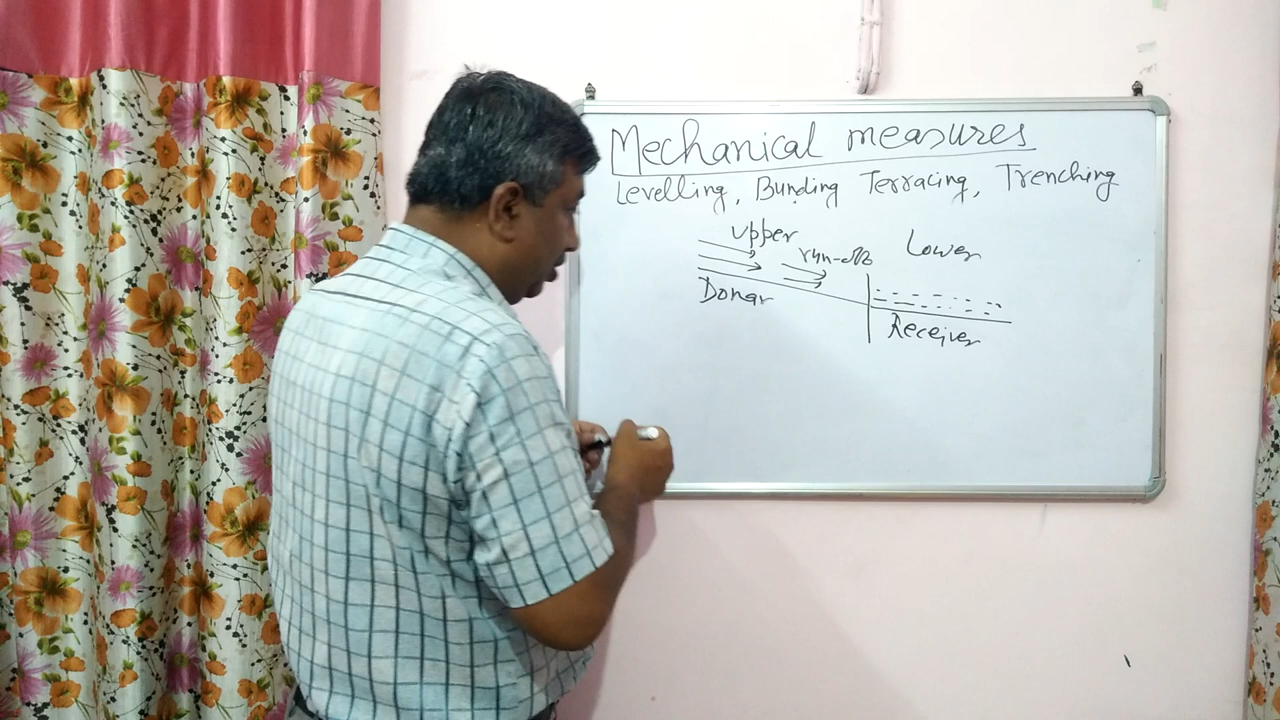 Mechanical measures
Levelling, Bunding Terracing, Trenching
Upper
run-off
Lower
Donar
Receiver